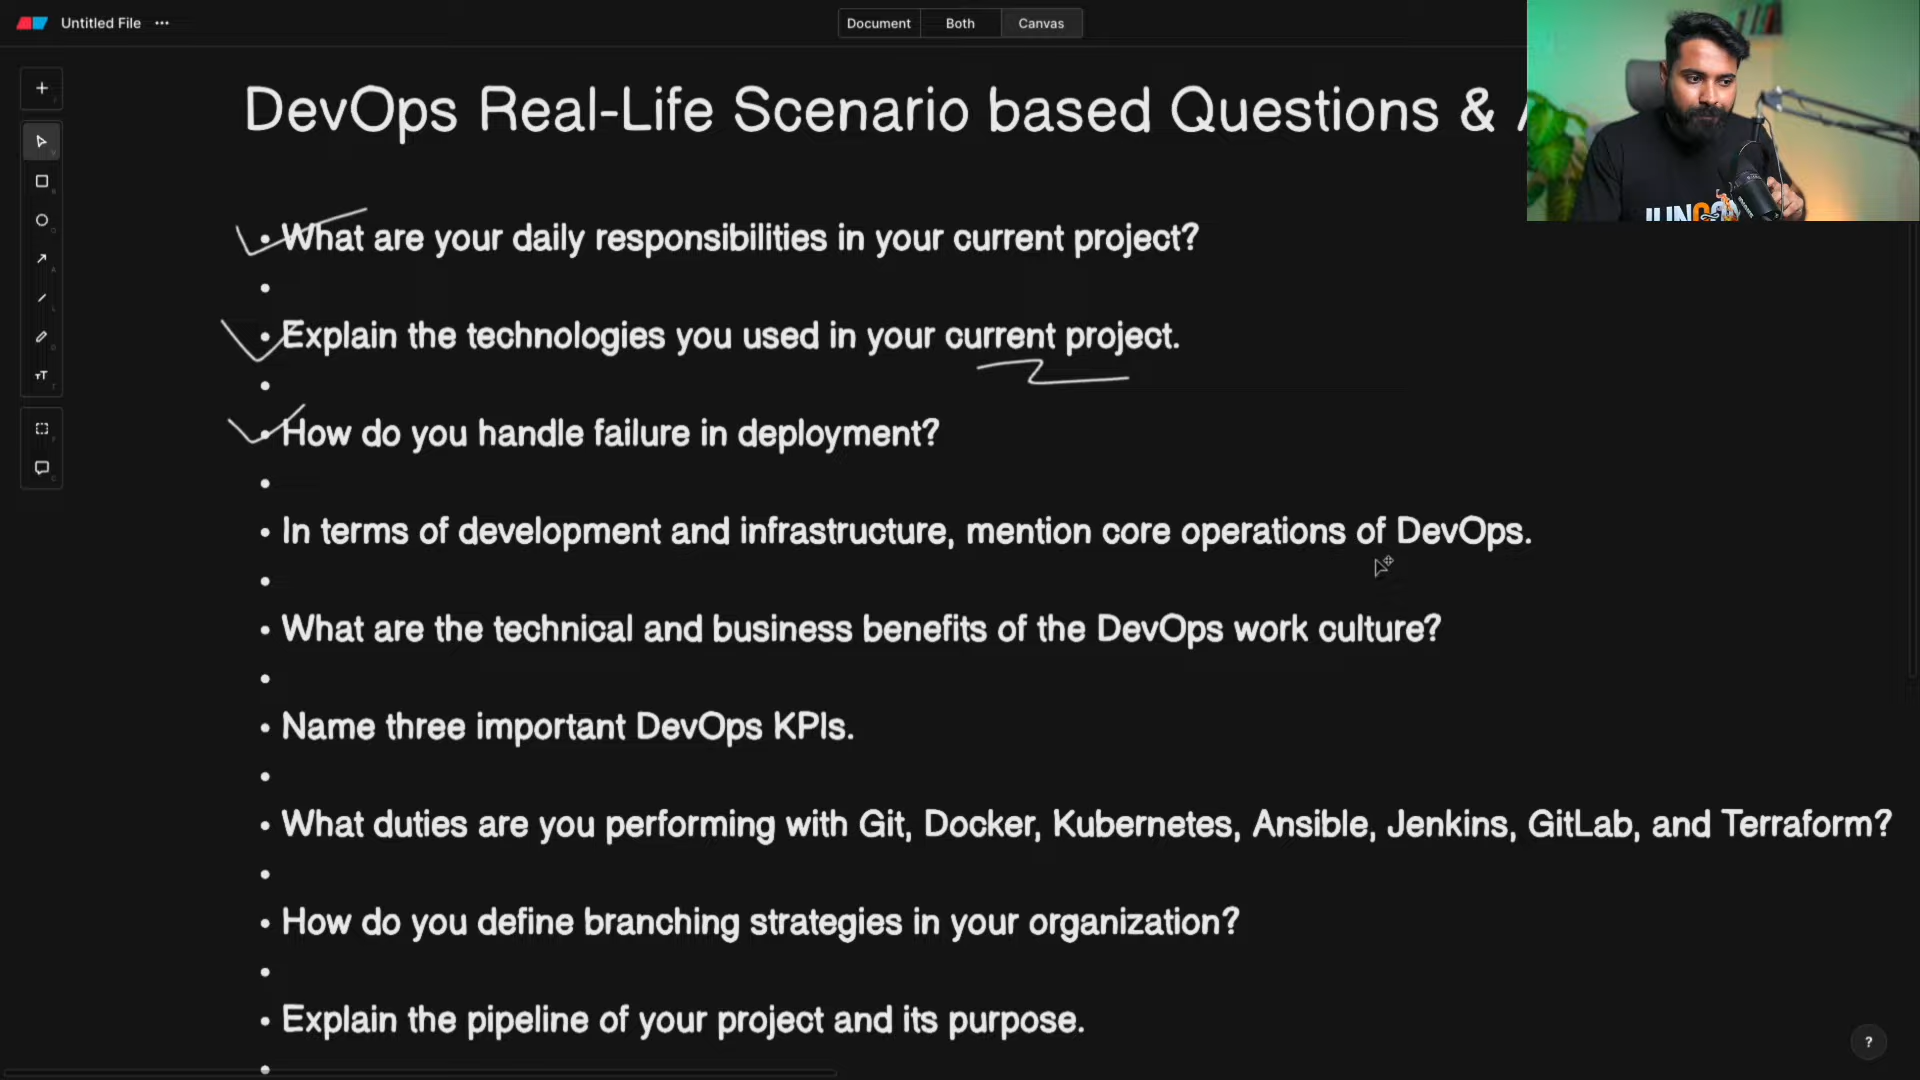 Untitled File
Document Both Canvas
DevOps Real-Life Scenario based Questions &
• What are your daily responsibilities in your current project?
•
• Explain the technologies you used in your current project.
•
• How do you handle failure in deployment?
•
• In terms of development and infrastructure, mention core operations of DevOps.
•
• What are the technical and business benefits of the DevOps work culture?
•
• Name three important DevOps KPIs.
•
• What duties are you performing with Git, Docker, Kubernetes, Ansible, Jenkins, GitLab, and Terraform?
•
• How do you define branching strategies in your organization?
•
• Explain the pipeline of your project and its purpose.
•
?